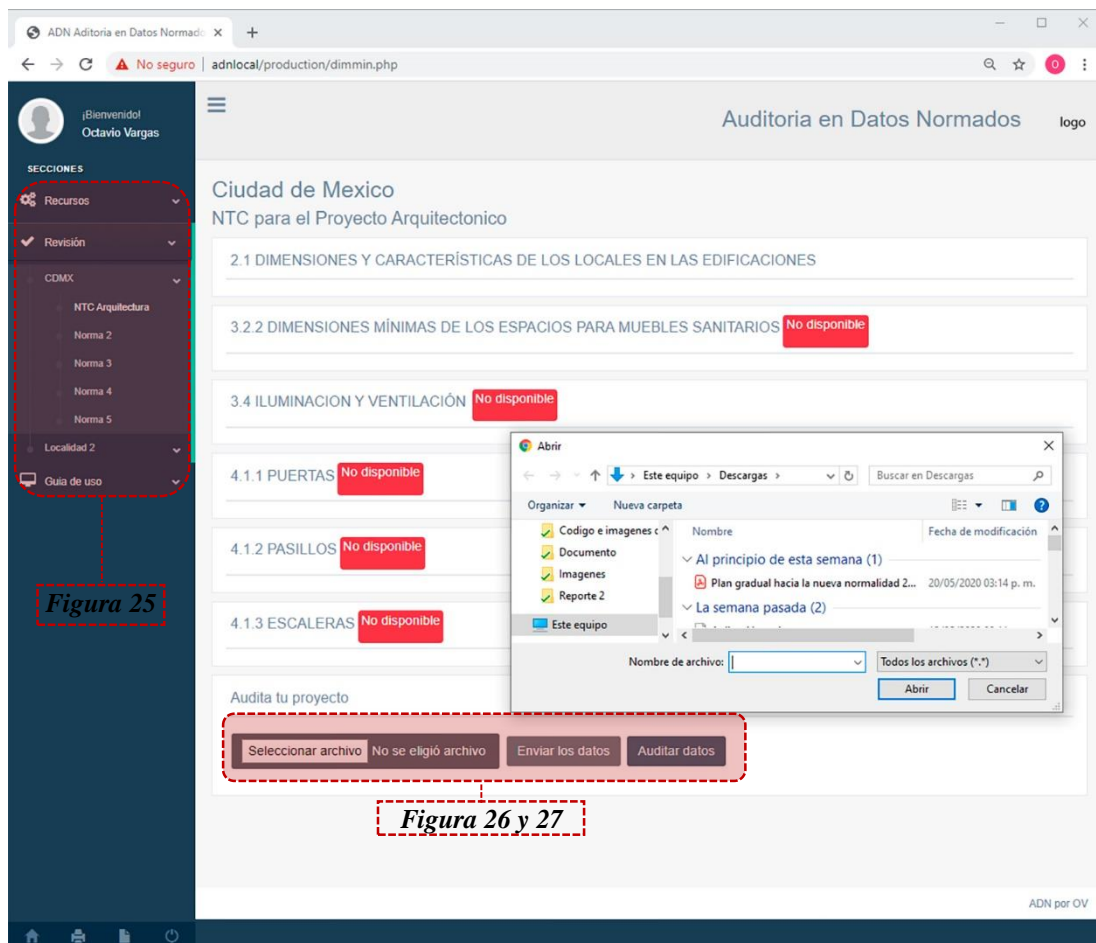 ADN Aditoria en Datos Normado
No seguro | adnlocal/production/dimmin.php
O
¡Bienvenido!
Octavio Vargas
SECCIONES
Recursos
Revisión
CDMX
NTC Arquitectura
Norma 2
Norma 3
Norma 4
Norma 5
Localidad 2
Guia de uso
Figura 25
Auditoria en Datos Normados
logo
Ciudad de Mexico
NTC para el Proyecto Arquitectonico
2.1 DIMENSIONES Y CARACTERÍSTICAS DE LOS LOCALES EN LAS EDIFICACIONES
3.2.2 DIMENSIONES MÍNIMAS DE LOS ESPACIOS PARA MUEBLES SANITARIOS No disponible
3.4 ILUMINACION Y VENTILACIÓN No disponible
4.1.1 PUERTAS No disponible
4.1.2 PASILLOS No disponible
4.1.3 ESCALERAS No disponible
Abrir
Este equipo > Descargas >
Buscar en Descargas
Organizar
Nueva carpeta
Codigo e imagenes c
Documento
Imagenes
Reporte 2
Este equipo
Nombre
Fecha de modificación
Al principio de esta semana (1)
Plan gradual hacia la nueva normalidad 2... 20/05/2020 03:14 p. m.
La semana pasada (2)
Nombre de archivo:
Todos los archivos (*.*)
Abrir
Cancelar
Audita tu proyecto
Seleccionar archivo No se eligió archivo
Enviar los datos
Auditar datos
Figura 26 y 27
ADN por OV